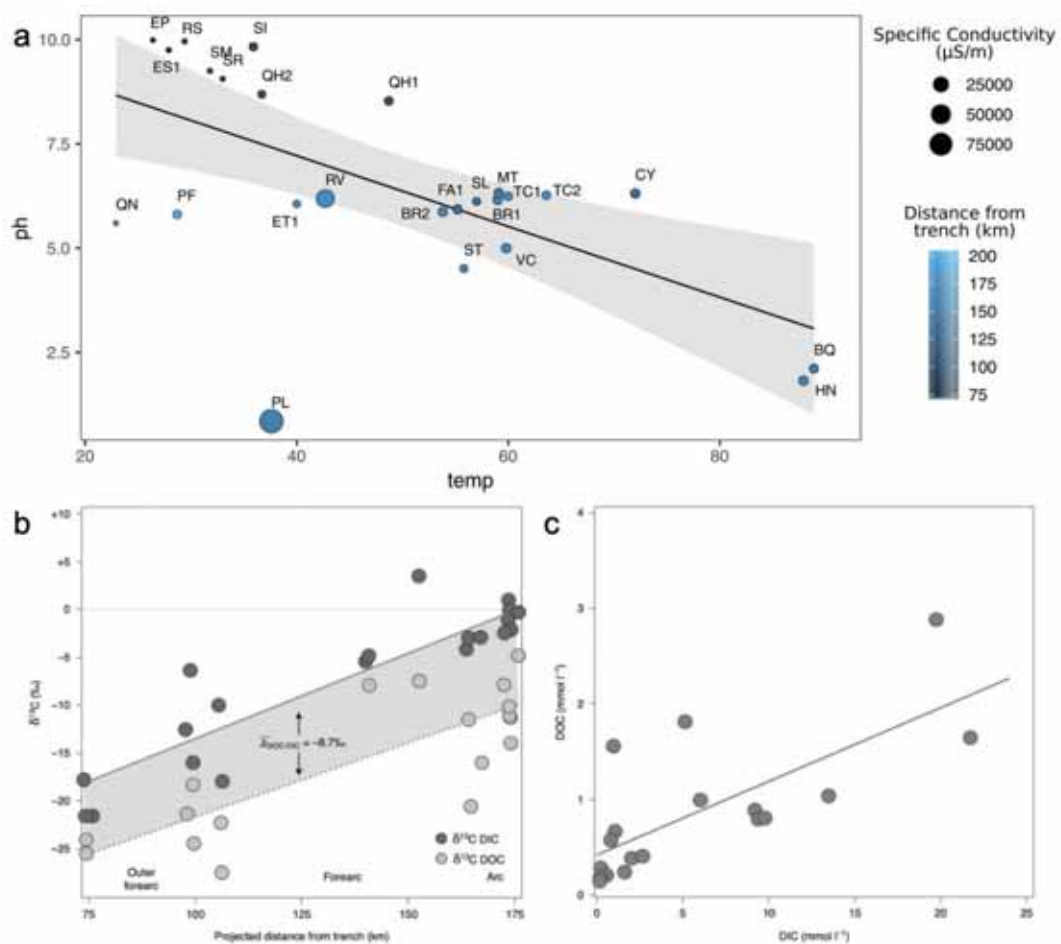 a
10.0
7.5
5.0
2.5
ph
20
40
60
80
temp
EP
RS
SI
ES1
SM
SR
QH2
QH1
QN
PF
ET1
RV
BR2
FA1
SL
MT
TC1
BR1
TC2
CY
ST
VC
BQ
HN
PL
Specific Conductivity
(µS/m)
25000
50000
75000
Distance from
trench (km)
200
175
150
125
100
75
b
+10
+5
0
−5
−10
−15
−20
−25
δ¹³C (‰)
= −8.7‰
δ¹³C DIC
δ¹³C DOC
Outer
forearc
Forearc
Arc
75
100
125
150
175
Projected distance from trench (km)
c
4
3
2
1
0
DOC (mmol l⁻¹)
0
5
10
15
20
25
DIC (mmol l⁻¹)